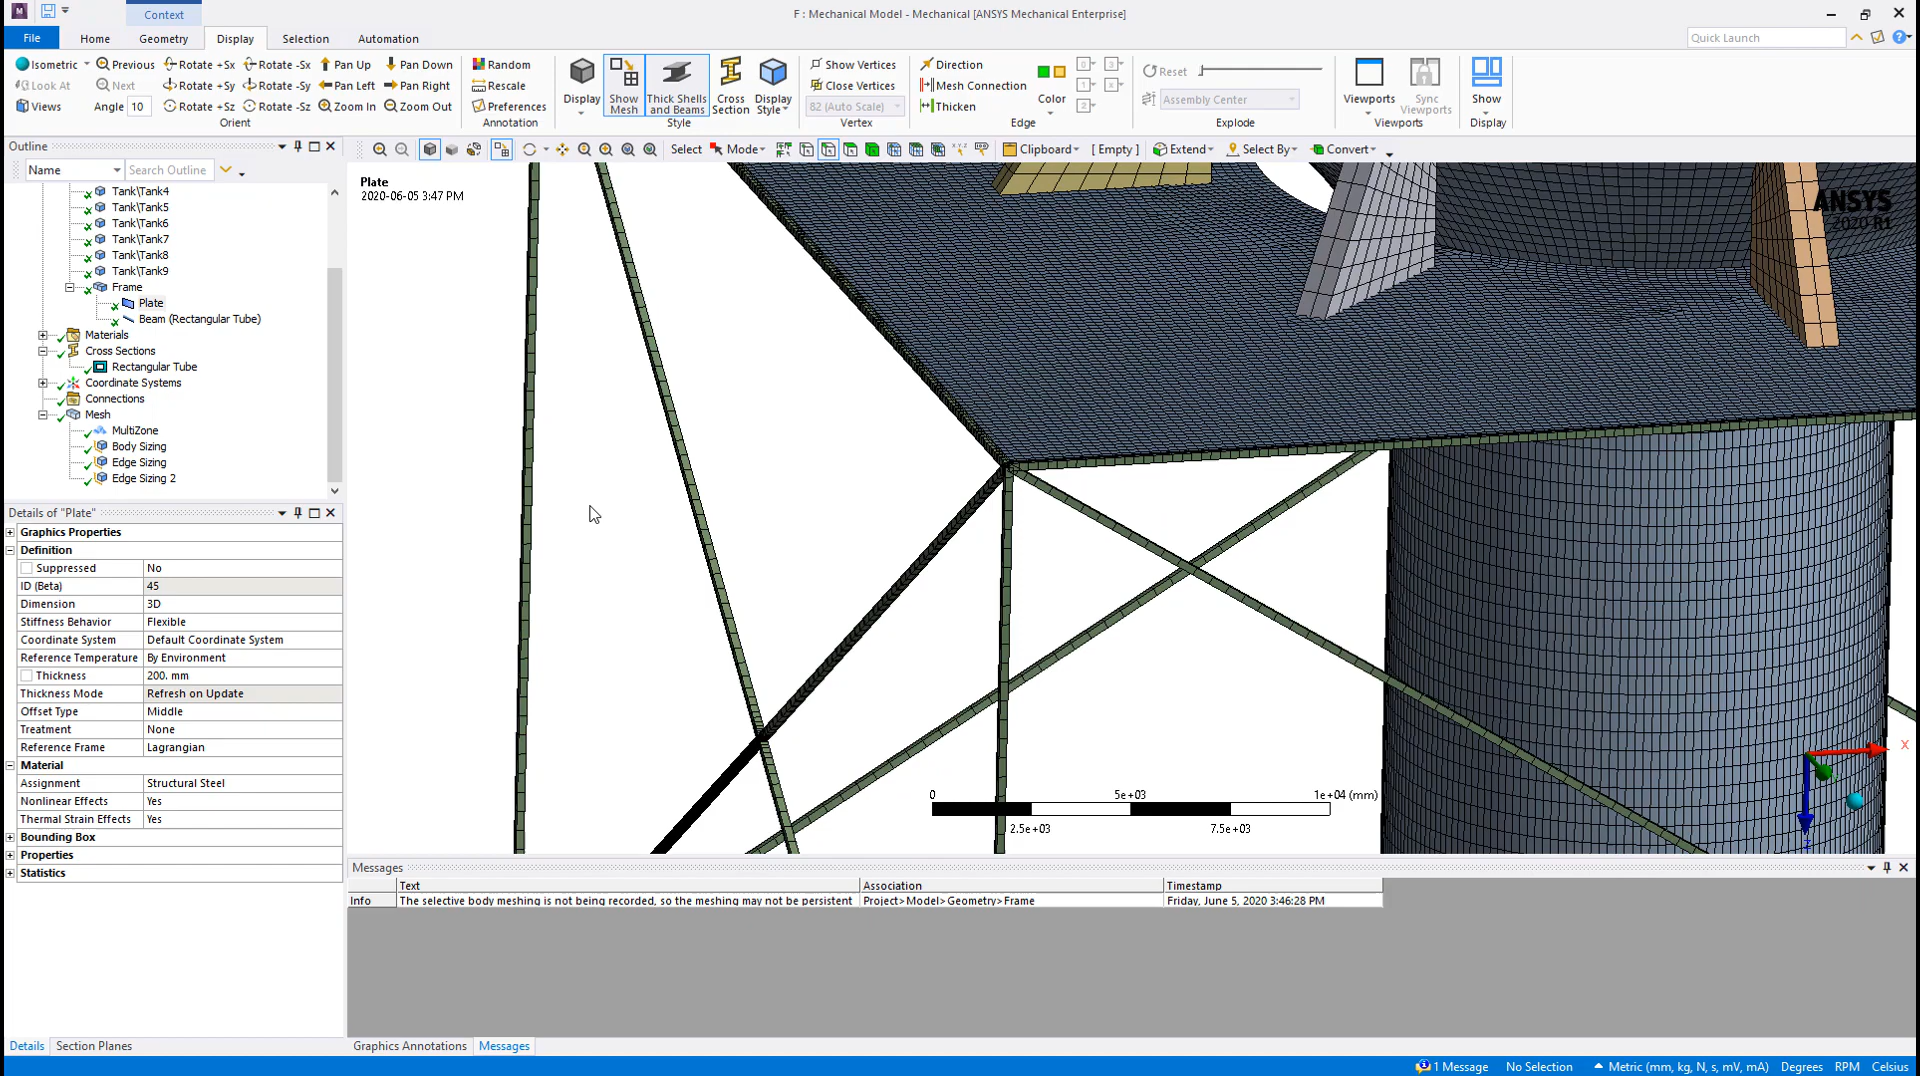 Context
F : Mechanical Model - Mechanical [ANSYS Mechanical Enterprise]
File
Home
Geometry
Display
Selection
Automation
Quick Launch
Isometric
Previous
Rotate +Sx
Rotate -Sx
Pan Up
Pan Down
Look At
Next
Rotate +Sy
Rotate -Sy
Pan Left
Pan Right
Views
Angle 10
Rotate +Sz
Rotate -Sz
Zoom In
Zoom Out
Orient
Random
Rescale
Preferences
Annotation
Display
Show
Mesh
Thick Shells
and Beams
Cross
Section
Display
Style
Style
Show Vertices
Close Vertices
82 (Auto Scale)
Vertex
Direction
Mesh Connection
Thicken
Color
Edge
Reset
Assembly Center
Explode
Viewports
Sync
Viewports
Viewports
Show
Display
Outline
Name
Search Outline
Select
Mode
Clipboard
[ Empty ]
Extend
Select By
Convert
Tank\Tank4
Tank\Tank5
Tank\Tank6
Tank\Tank7
Tank\Tank8
Tank\Tank9
Frame
Plate
Beam (Rectangular Tube)
Materials
Cross Sections
Rectangular Tube
Coordinate Systems
Connections
Mesh
MultiZone
Body Sizing
Edge Sizing
Edge Sizing 2
Details of "Plate"
Graphics Properties
Definition
Suppressed No
ID (Beta) 45
Dimension 3D
Stiffness Behavior Flexible
Coordinate System Default Coordinate System
Reference Temperature By Environment
Thickness 200. mm
Thickness Mode Refresh on Update
Offset Type Middle
Treatment None
Reference Frame Lagrangian
Material
Assignment Structural Steel
Nonlinear Effects Yes
Thermal Strain Effects Yes
Bounding Box
Properties
Statistics
Details
Section Planes
Plate
2020-06-05 3:47 PM
ANSYS
2020 R1
0 5e+03 1e+04 (mm)
2.5e+03 7.5e+03
X
Z
Messages
Text Association Timestamp
Info The selective body meshing is not being recorded, so the meshing may not be persistent Project>Model>Geometry>Frame Friday, June 5, 2020 3:46:28 PM
Graphics Annotations
Messages
1 Message
No Selection
Metric (mm, kg, N, s, mV, mA)
Degrees
RPM
Celsius